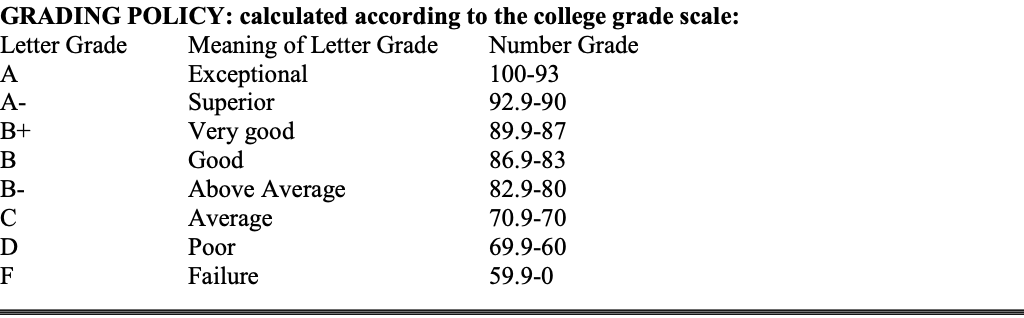 GRADING POLICY: calculated according to the college grade scale:
Letter Grade Meaning of Letter Grade Number Grade
A Exceptional 100-93
A- Superior 92.9-90
B+ Very good 89.9-87
B Good 86.9-83
B- Above Average 82.9-80
C Average 70.9-70
D Poor 69.9-60
F Failure 59.9-0